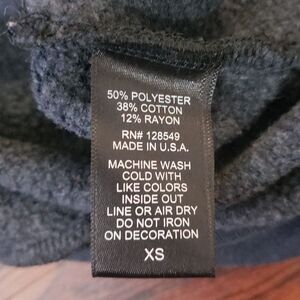 50% POLYESTER
38% COTTON
12% RAYON
RN# 128549
MADE IN U.S.A.
MACHINE WASH
COLD WITH
LIKE COLORS
INSIDE OUT
LINE OR AIR DRY
DO NOT IRON
ON DECORATION
XS